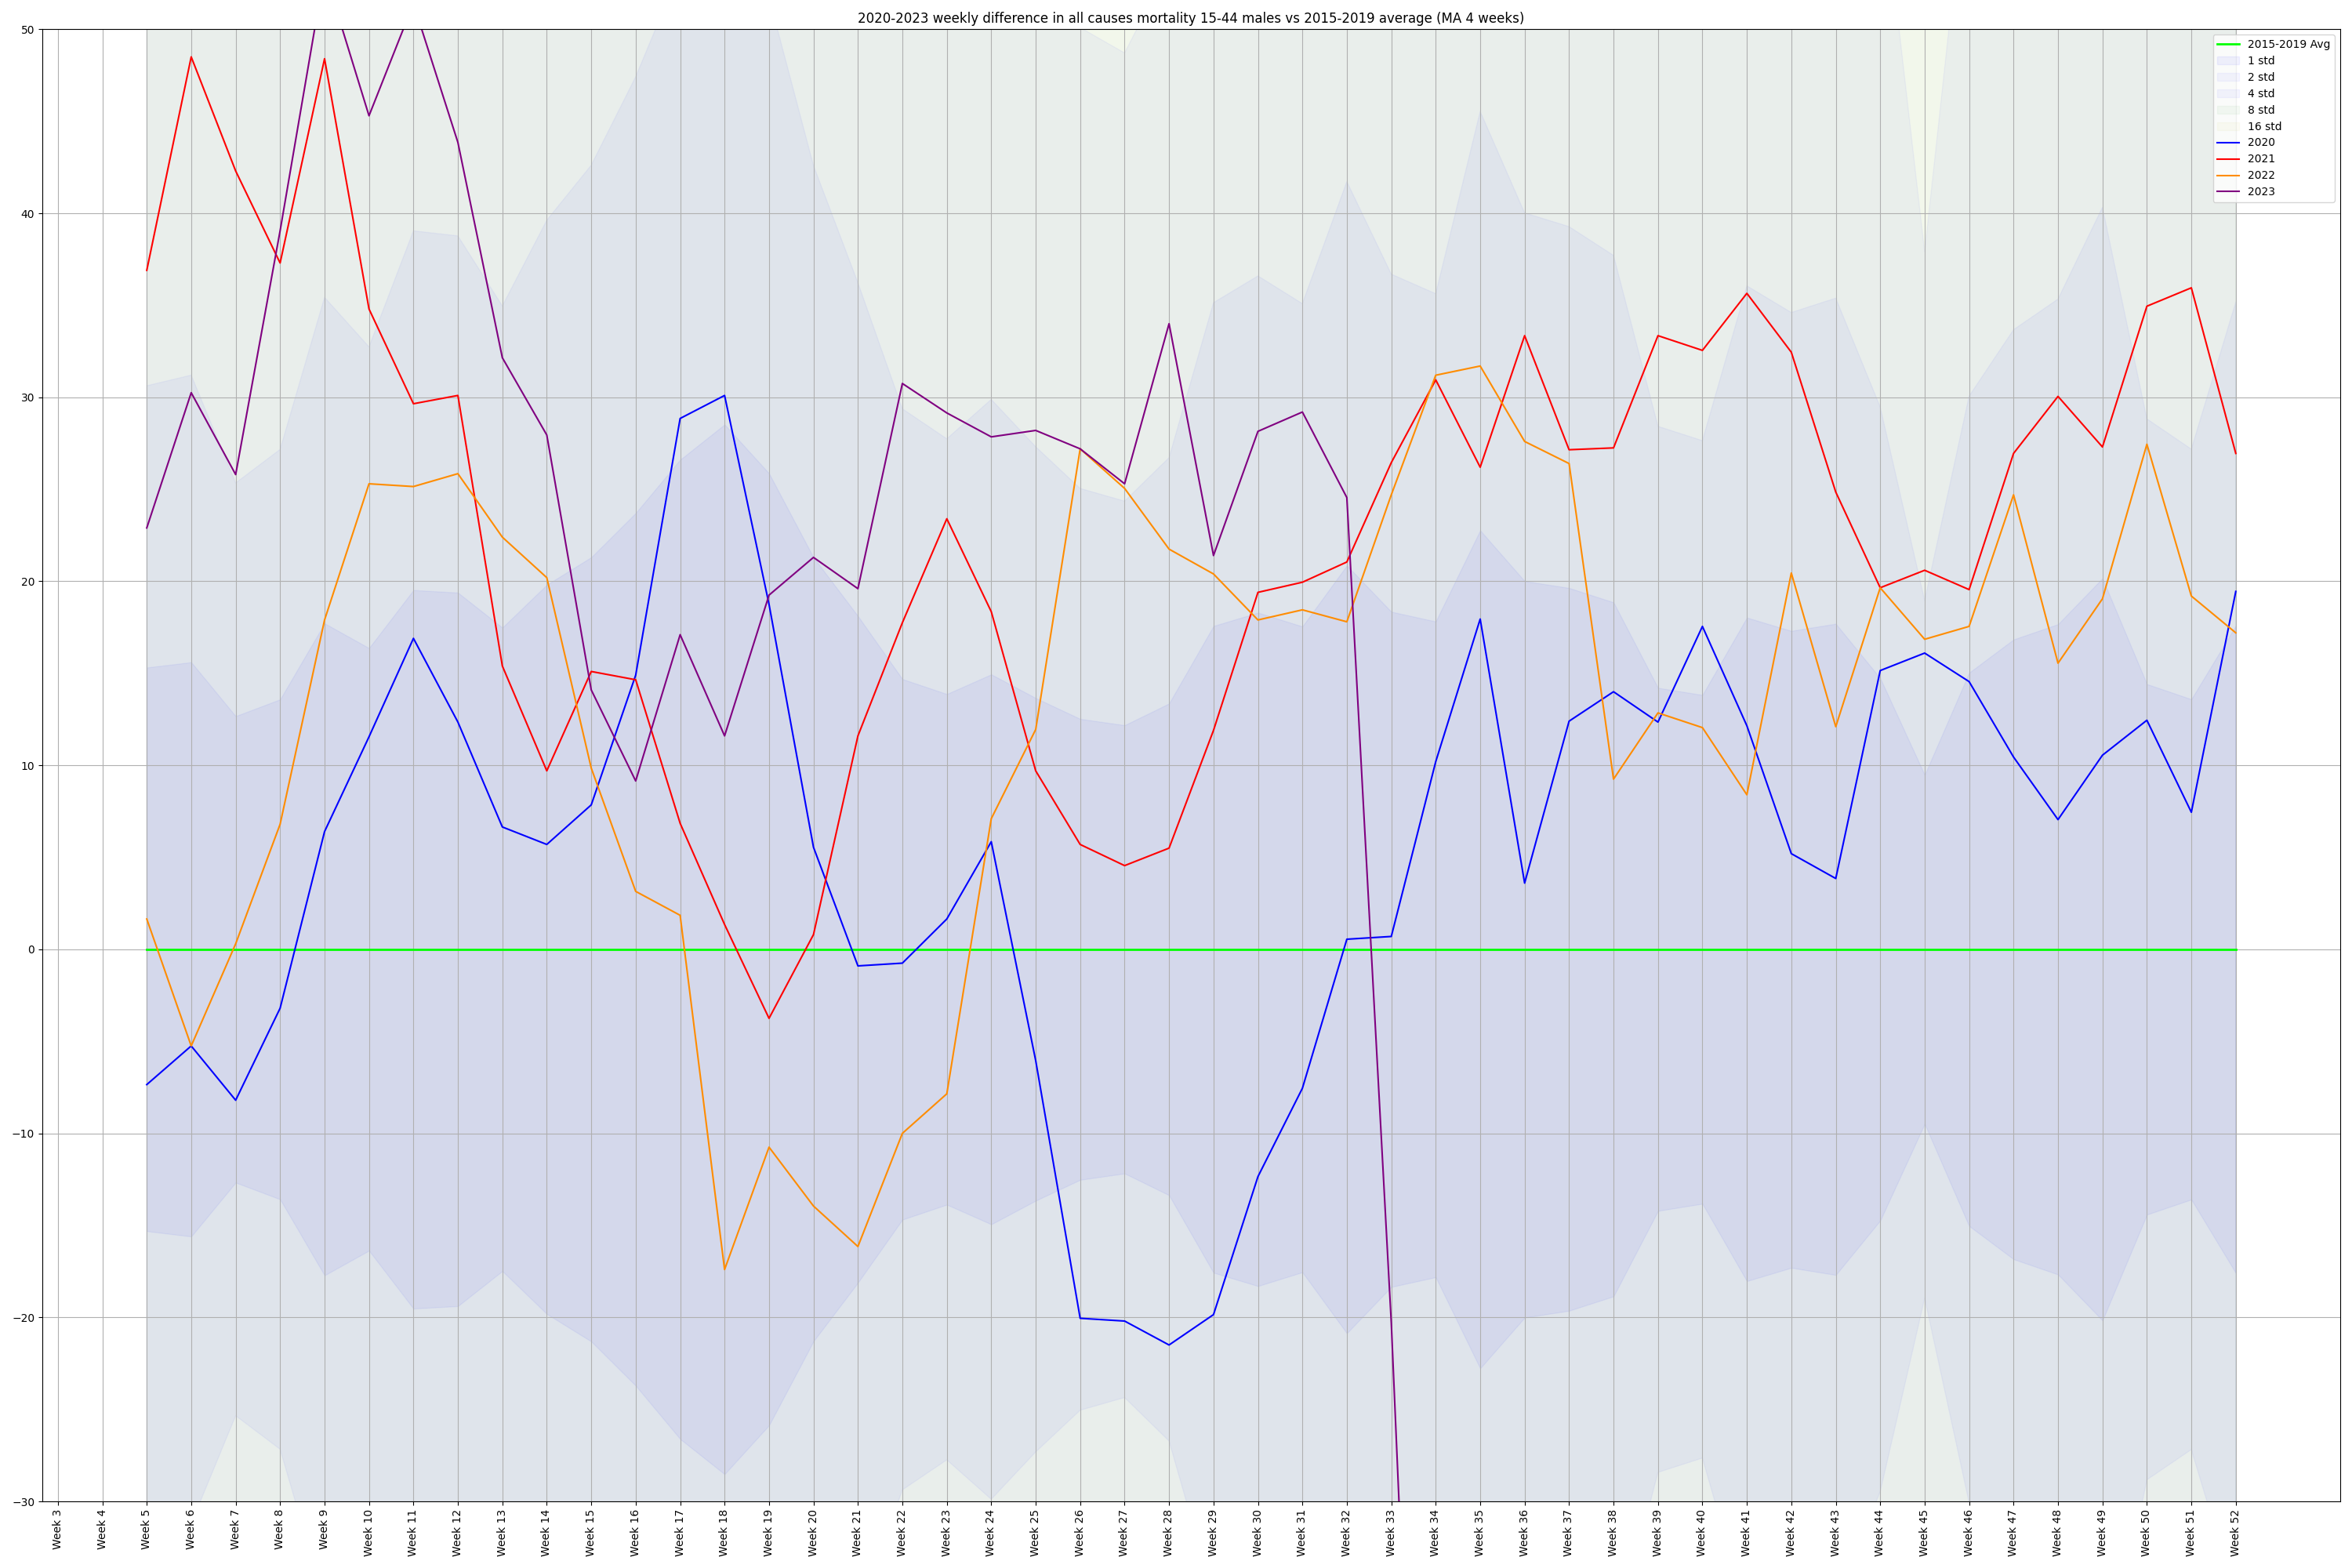 2020-2023 weekly difference in all causes mortality 15-44 males vs 2015-2019 average (MA 4 weeks)
50
40
30
20
10
0
−10
−20
−30
2015-2019 Avg
1 std
2 std
4 std
8 std
16 std
2020
2021
2022
2023
Week 3
Week 4
Week 5
Week 6
Week 7
Week 8
Week 9
Week 10
Week 11
Week 12
Week 13
Week 14
Week 15
Week 16
Week 17
Week 18
Week 19
Week 20
Week 21
Week 22
Week 23
Week 24
Week 25
Week 26
Week 27
Week 28
Week 29
Week 30
Week 31
Week 32
Week 33
Week 34
Week 35
Week 36
Week 37
Week 38
Week 39
Week 40
Week 41
Week 42
Week 43
Week 44
Week 45
Week 46
Week 47
Week 48
Week 49
Week 50
Week 51
Week 52